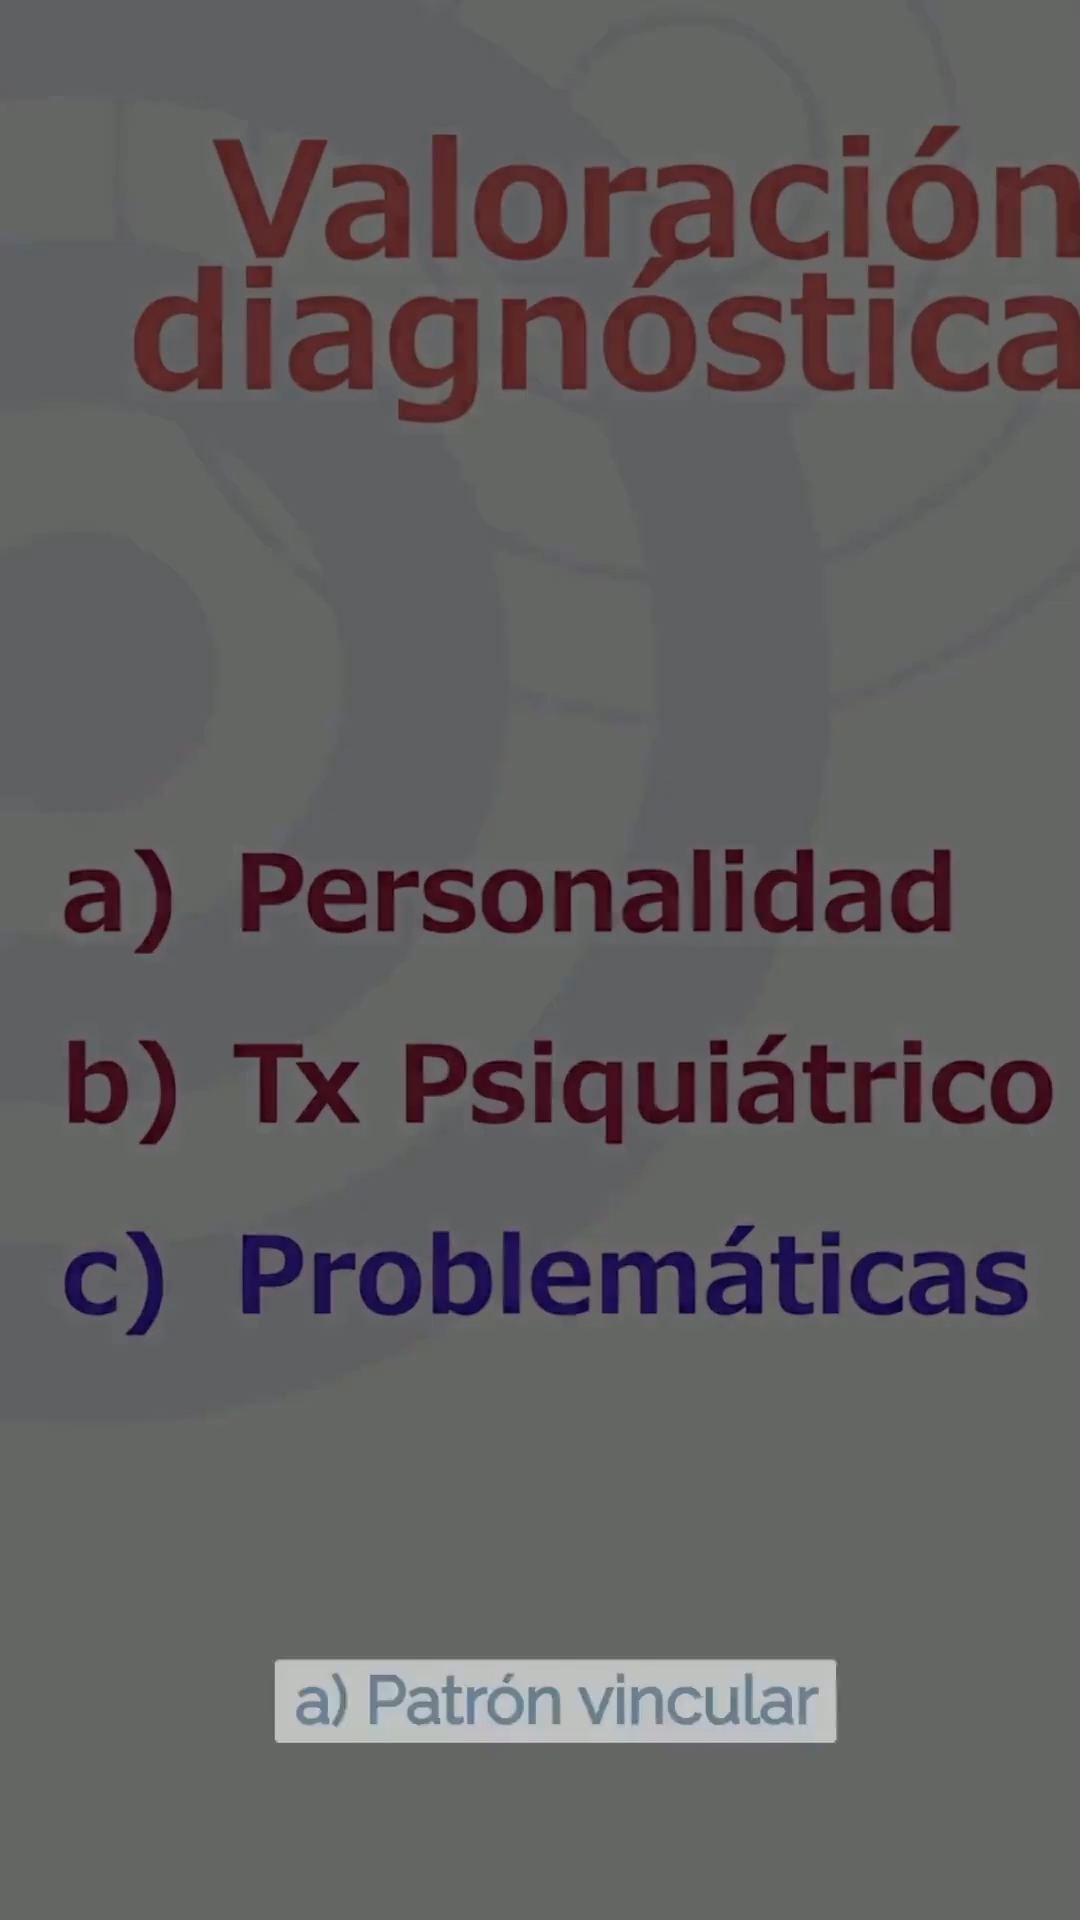 Valoración
diagnóstica
a) Personalidad
b) Tx Psiquiátrico
c) Problemáticas
a) Patrón vincular